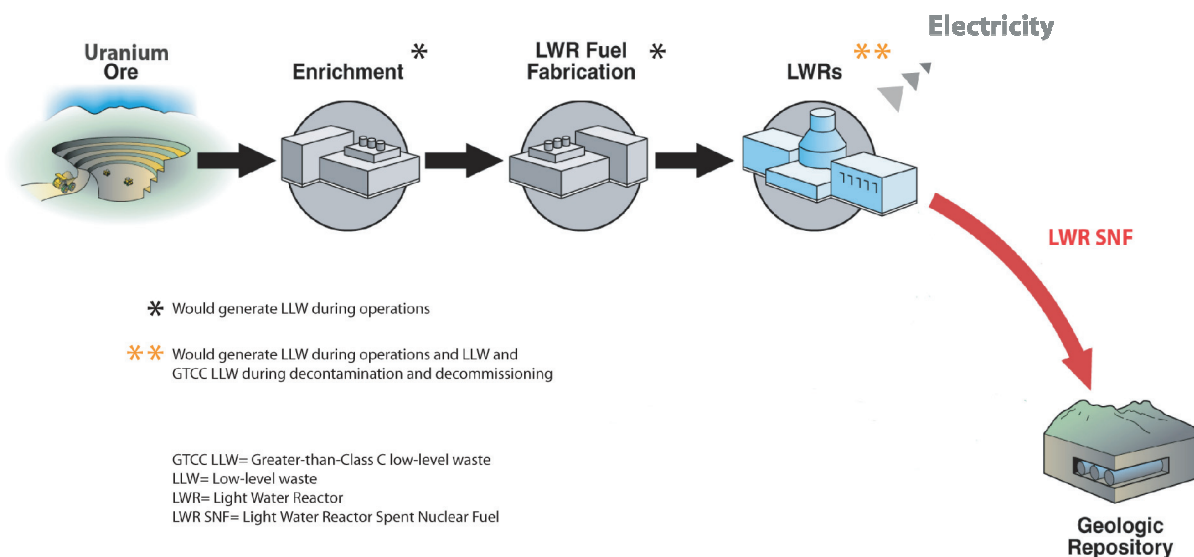 Electricity
Uranium
Ore
Enrichment *
LWR Fuel
Fabrication *
LWRs **
LWR SNF
* Would generate LLW during operations
** Would generate LLW during operations and LLW and
GTCC LLW during decontamination and decommissioning
GTCC LLW= Greater-than-Class C low-level waste
LLW= Low-level waste
LWR= Light Water Reactor
LWR SNF= Light Water Reactor Spent Nuclear Fuel
Geologic
Repository